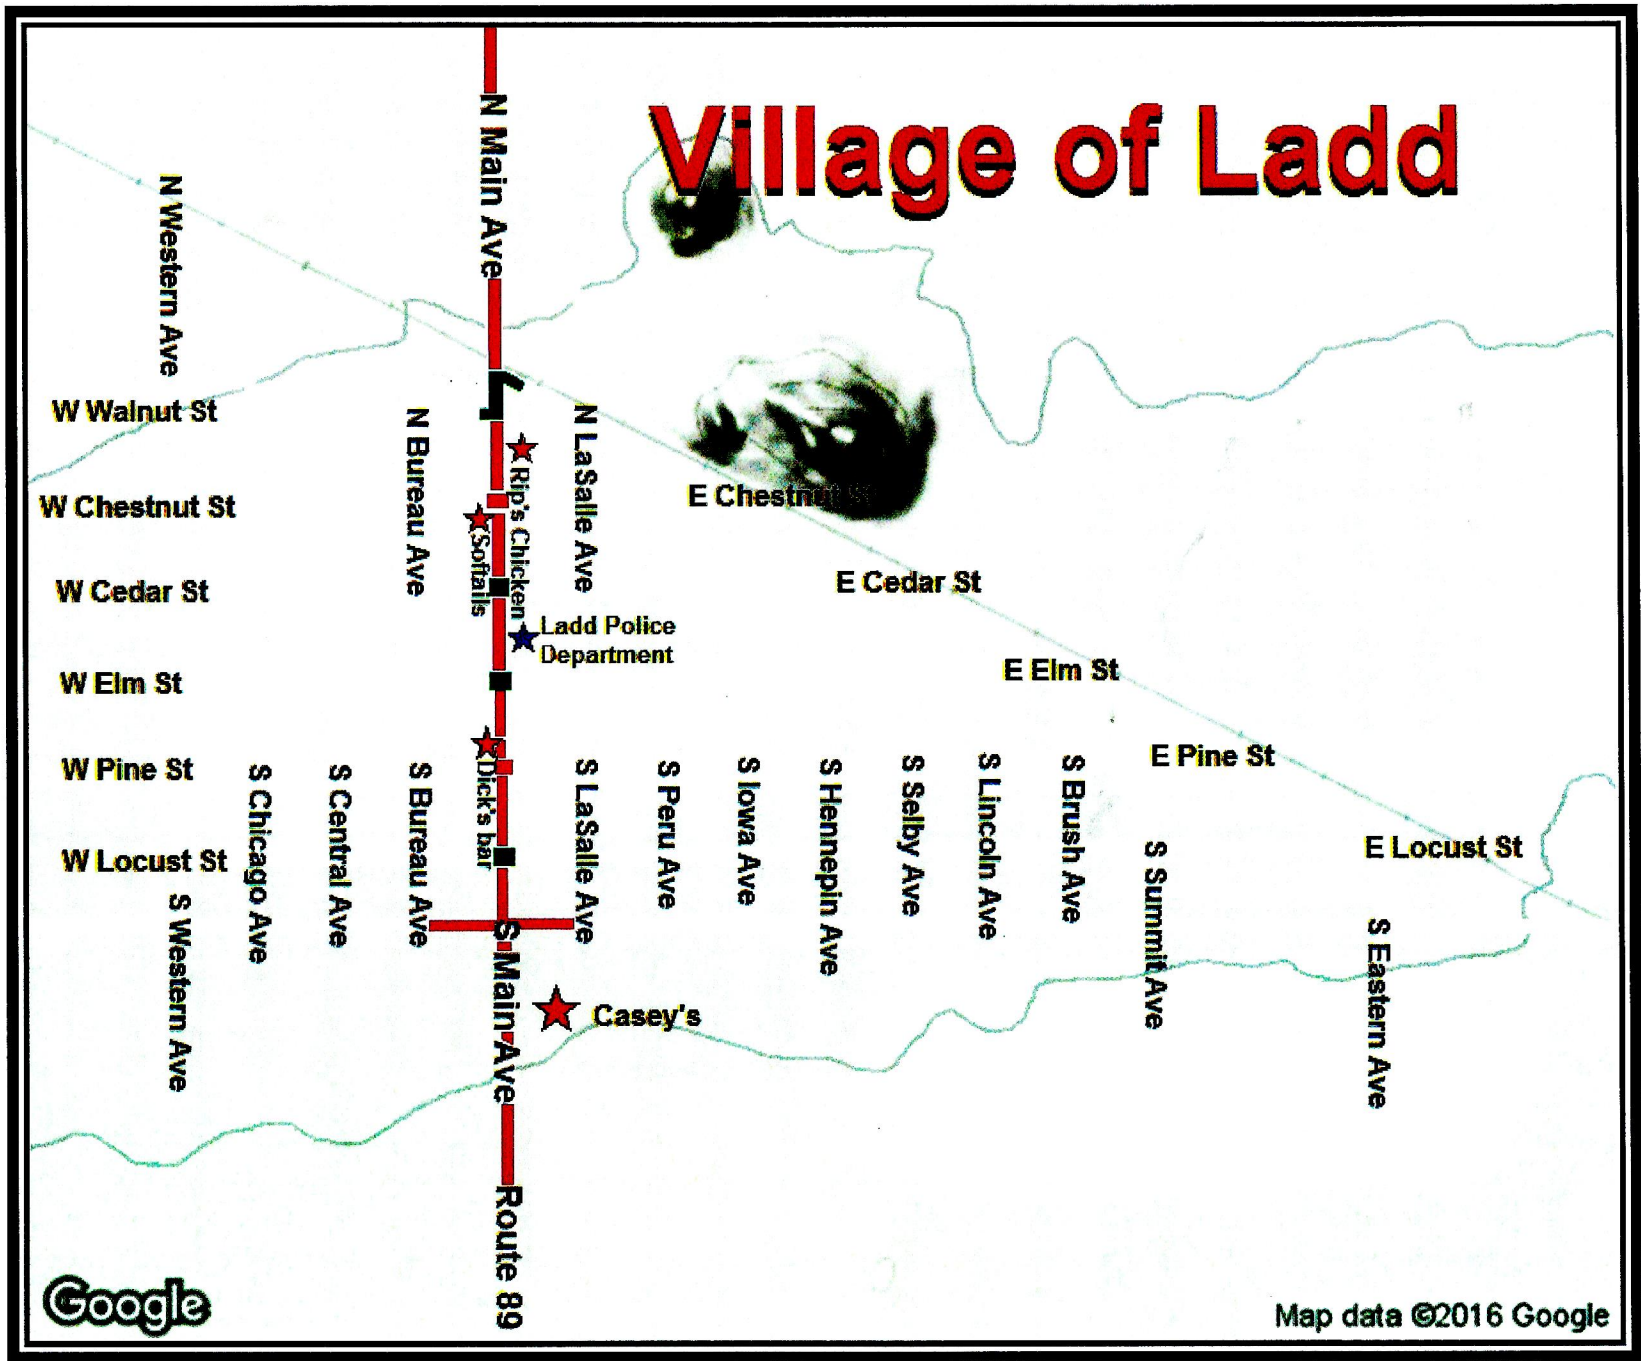 Village of Ladd
N Main Ave
N Western Ave
W Walnut St
N Bureau Ave
N LaSalle Ave
Rip's Chicken
W Chestnut St
E Chestnut St
Softails
W Cedar St
E Cedar St
Ladd Police
Department
W Elm St
E Elm St
W Pine St
E Pine St
S Chicago Ave
S Central Ave
S Bureau Ave
Dick's bar
S LaSalle Ave
S Peru Ave
S Iowa Ave
S Hennepin Ave
S Selby Ave
S Lincoln Ave
S Brush Ave
S Summit Ave
W Locust St
E Locust St
S Western Ave
S Main Ave
S Eastern Ave
Casey's
Route 89
Google
Map data ©2016 Google